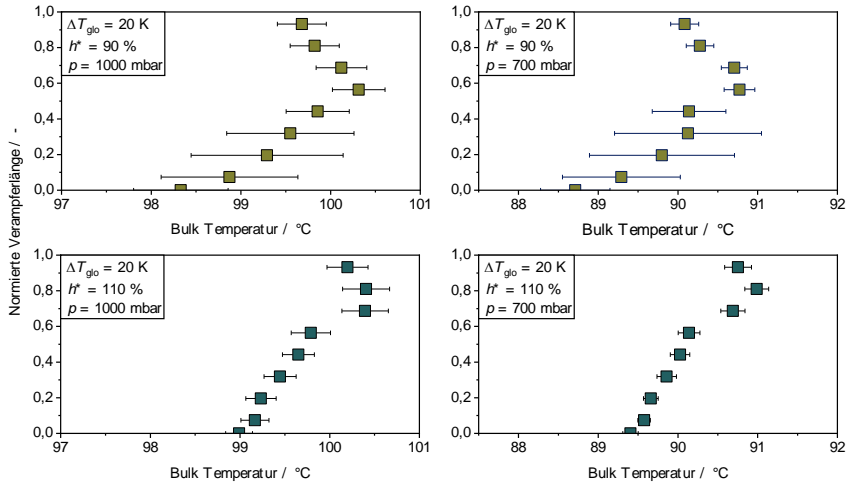 1,0
0,8
0,6
0,4
0,2
0,0
ΔT_glo = 20 K
h* = 90 %
p = 1000 mbar
97 98 99 100 101
Bulk Temperatur / °C
1,0
0,8
0,6
0,4
0,2
0,0
ΔT_glo = 20 K
h* = 90 %
p = 700 mbar
88 89 90 91 92
Bulk Temperatur / °C
Normierte Verampferlänge / -
1,0
0,8
0,6
0,4
0,2
0,0
ΔT_glo = 20 K
h* = 110 %
p = 1000 mbar
97 98 99 100 101
Bulk Temperatur / °C
1,0
0,8
0,6
0,4
0,2
0,0
ΔT_glo = 20 K
h* = 110 %
p = 700 mbar
88 89 90 91 92
Bulk Temperatur / °C